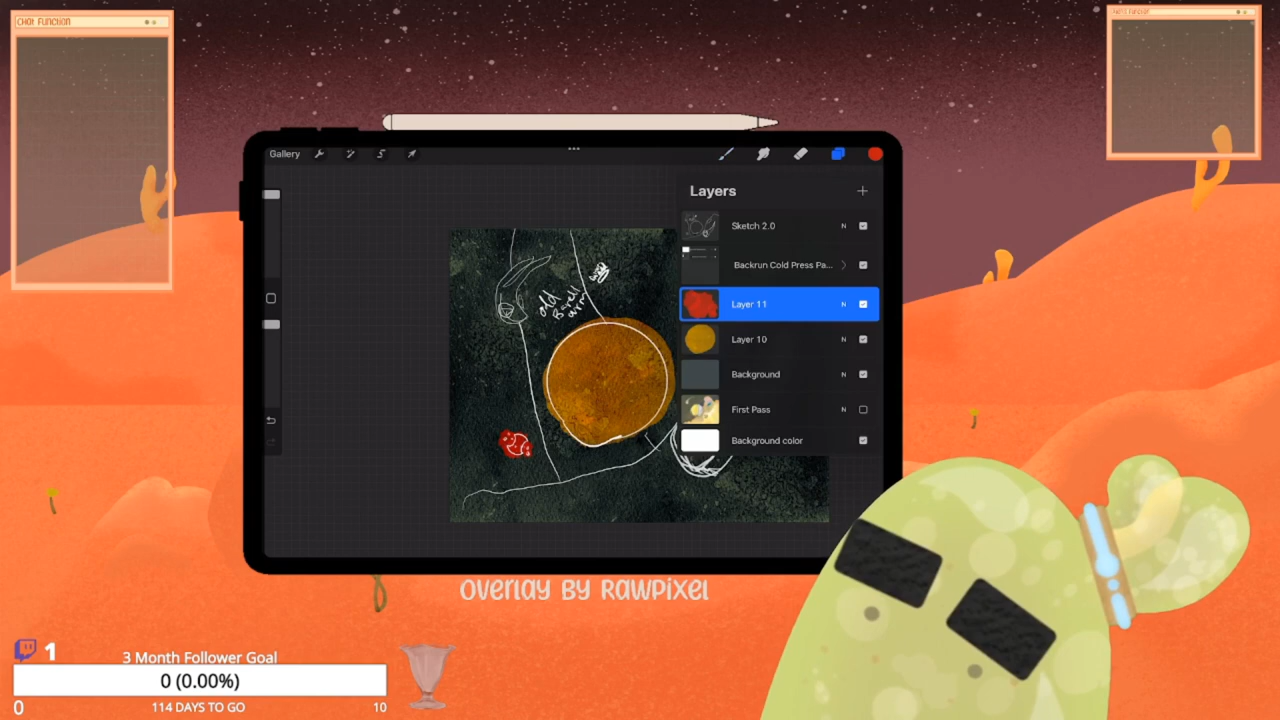 Chat Function
Gallery
Layers
Sketch 2.0
N
Backrun Cold Press Pa...
Layer 11
N
Layer 10
N
Background
N
First Pass
N
Background color
old
Barell
arm
Overlay by Rawpixel
1
3 Month Follower Goal
0 (0.00%)
0
114 DAYS TO GO
10